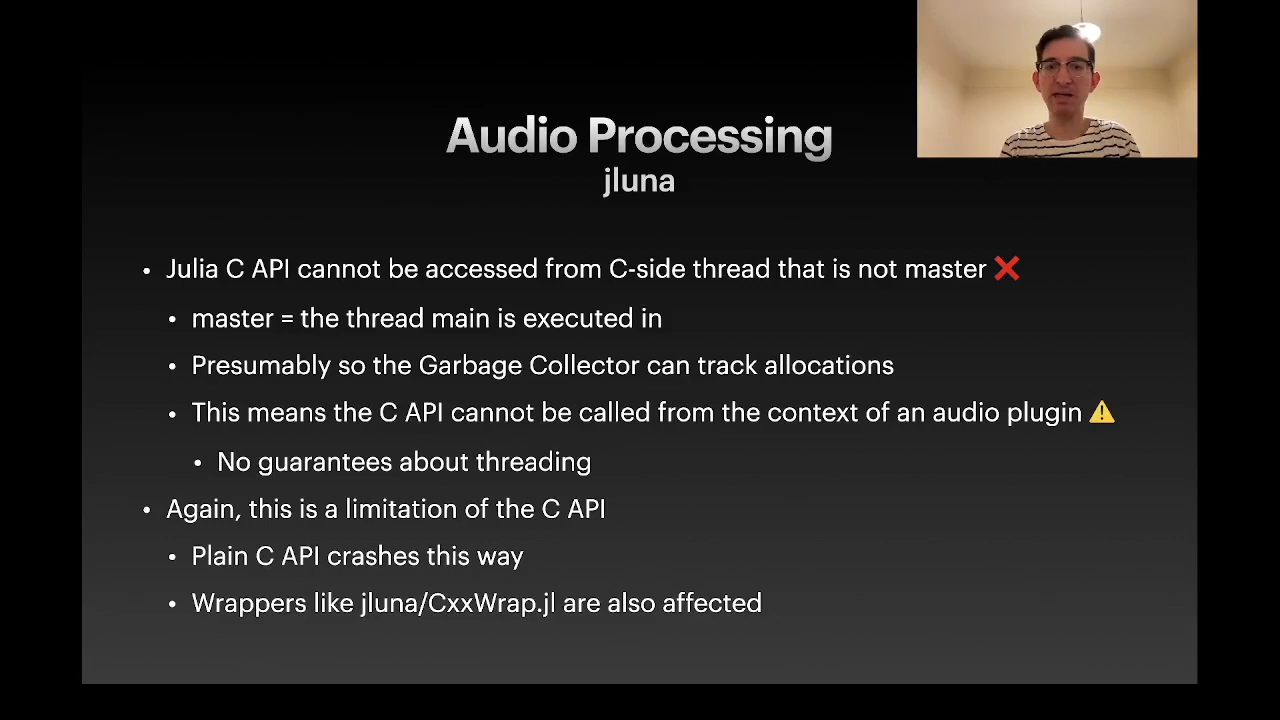 Audio Processing
jluna
• Julia C API cannot be accessed from C-side thread that is not master ❌
• master = the thread main is executed in
• Presumably so the Garbage Collector can track allocations
• This means the C API cannot be called from the context of an audio plugin ⚠️
• No guarantees about threading
• Again, this is a limitation of the C API
• Plain C API crashes this way
• Wrappers like jluna/CxxWrap.jl are also affected